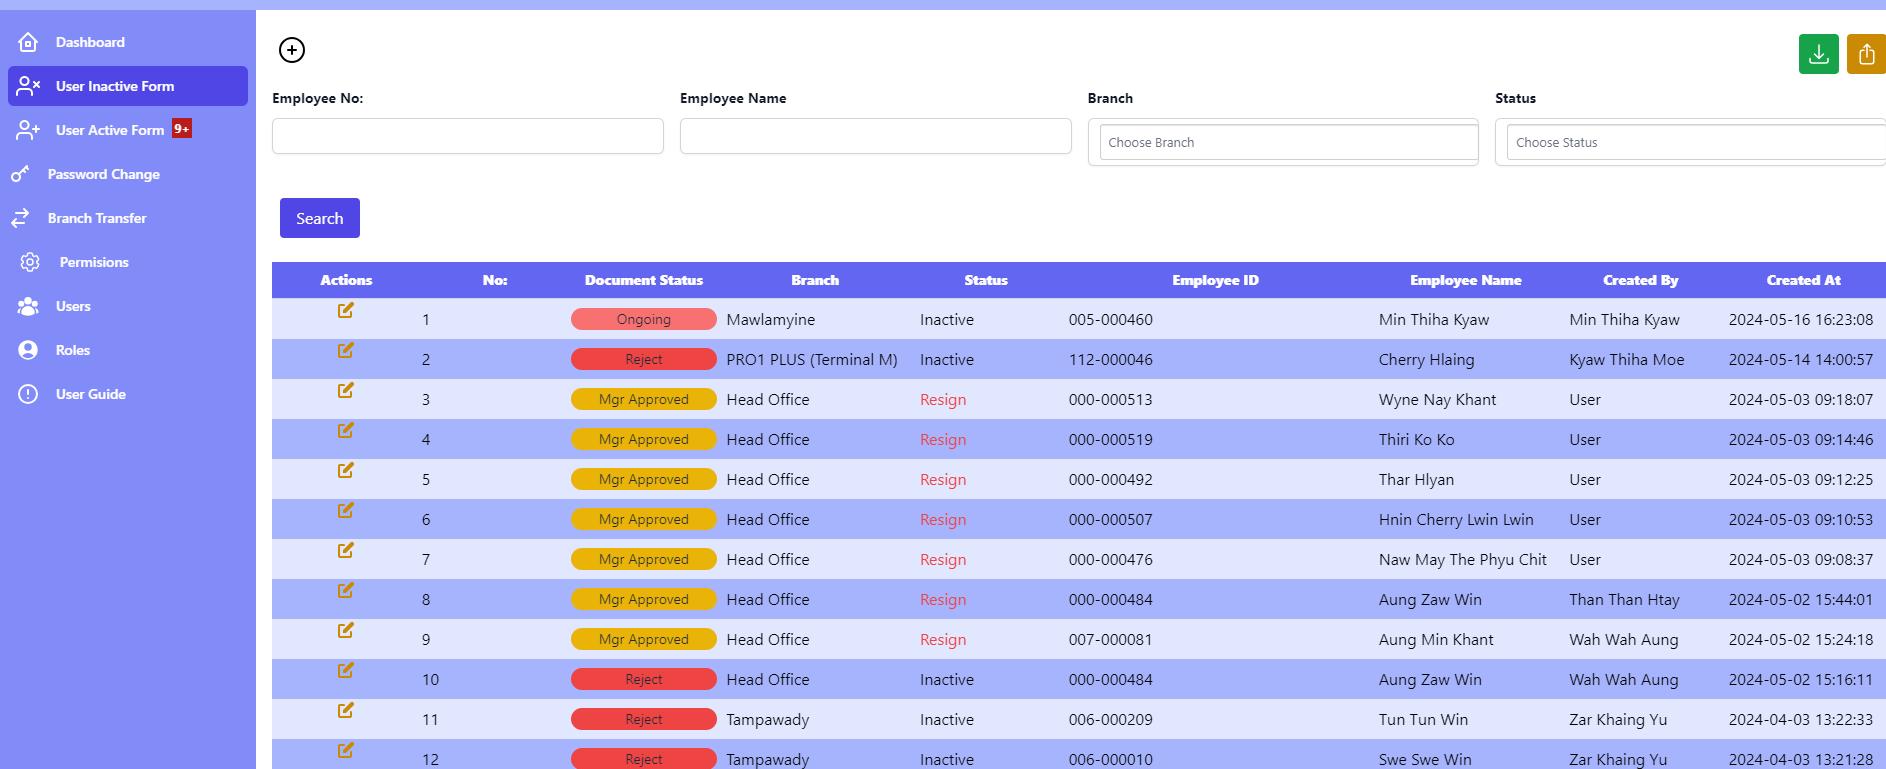 Dashboard
User Inactive Form
User Active Form 9+
Password Change
Branch Transfer
Permisions
Users
Roles
User Guide
Employee No: Employee Name Branch Status
Choose Branch Choose Status
Search
Actions No: Document Status Branch Status Employee ID Employee Name Created By Created At
1 Ongoing Mawlamyine Inactive 005-000460 Min Thiha Kyaw Min Thiha Kyaw 2024-05-16 16:23:08
2 Reject PRO1 PLUS (Terminal M) Inactive 112-000046 Cherry Hlaing Kyaw Thiha Moe 2024-05-14 14:00:57
3 Mgr Approved Head Office Resign 000-000513 Wyne Nay Khant User 2024-05-03 09:18:07
4 Mgr Approved Head Office Resign 000-000519 Thiri Ko Ko User 2024-05-03 09:14:46
5 Mgr Approved Head Office Resign 000-000492 Thar Hlyan User 2024-05-03 09:12:25
6 Mgr Approved Head Office Resign 000-000507 Hnin Cherry Lwin Lwin User 2024-05-03 09:10:53
7 Mgr Approved Head Office Resign 000-000476 Naw May The Phyu Chit User 2024-05-03 09:08:37
8 Mgr Approved Head Office Resign 000-000484 Aung Zaw Win Than Than Htay 2024-05-02 15:44:01
9 Mgr Approved Head Office Resign 007-000081 Aung Min Khant Wah Wah Aung 2024-05-02 15:24:18
10 Reject Head Office Inactive 000-000484 Aung Zaw Win Wah Wah Aung 2024-05-02 15:16:11
11 Reject Tampawady Inactive 006-000209 Tun Tun Win Zar Khaing Yu 2024-04-03 13:22:33
12 Reject Tampawady Inactive 006-000010 Swe Swe Win Zar Khaing Yu 2024-04-03 13:21:28